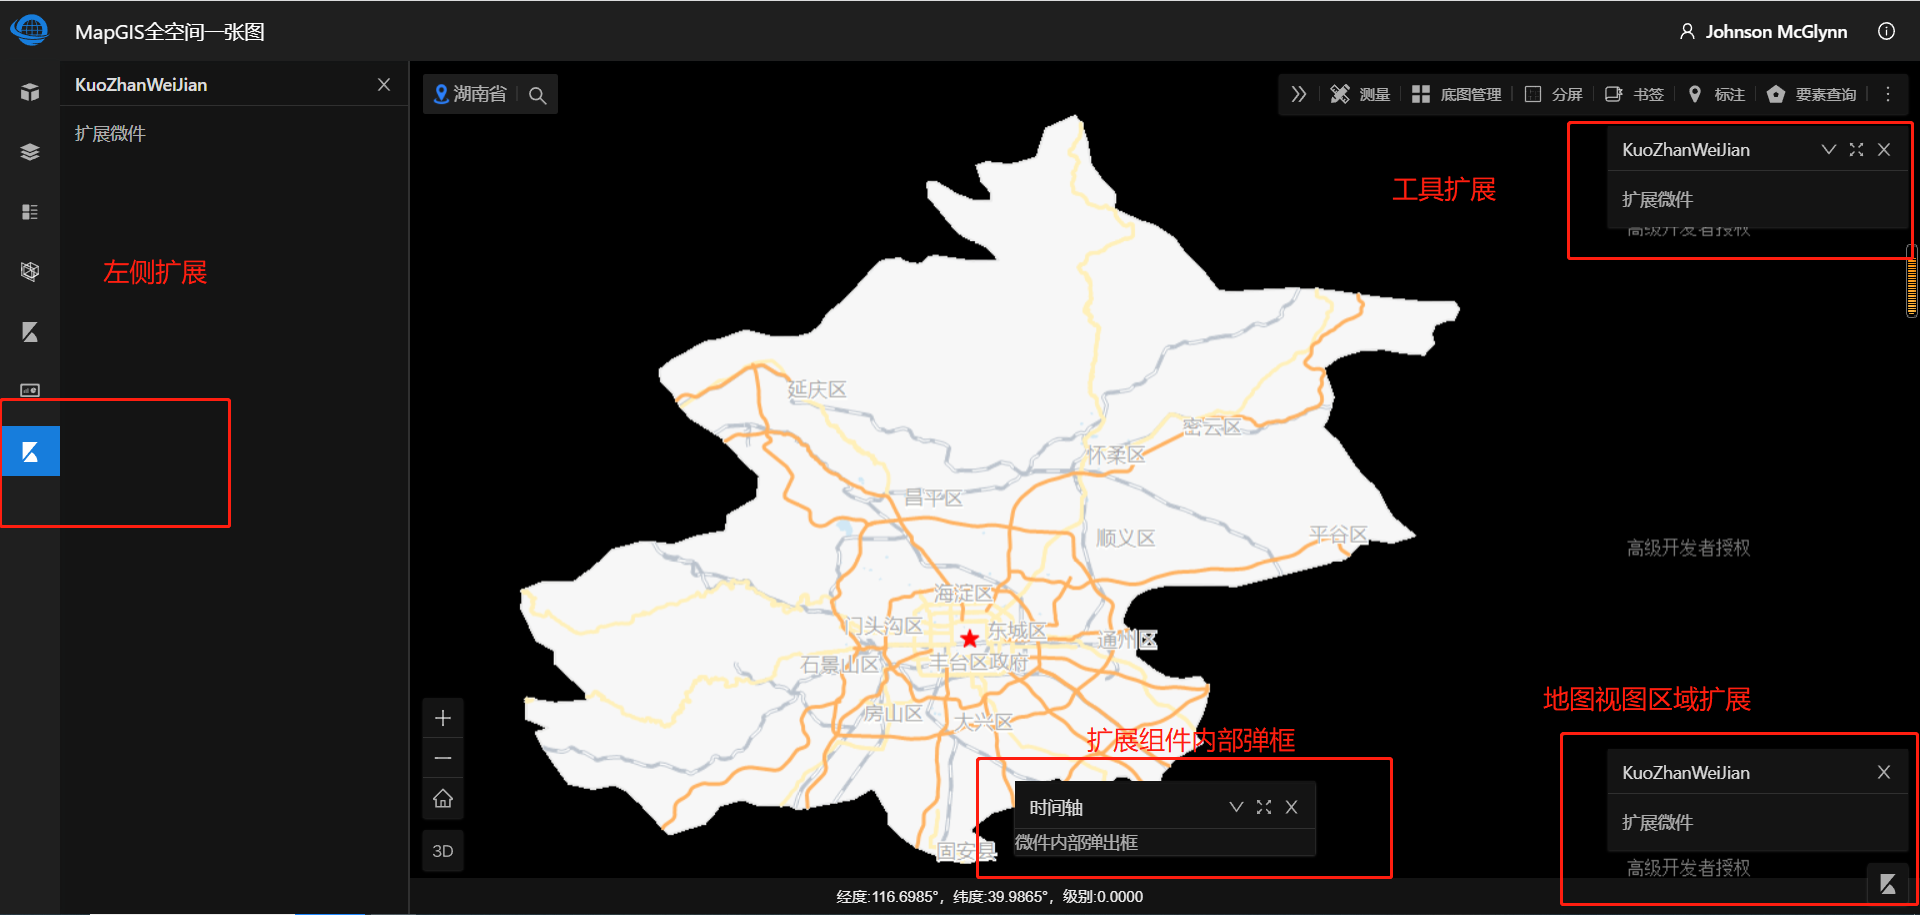 MapGIS全空间一张图
Johnson McGlynn
KuoZhanWeiJian
扩展微件
左侧扩展
湖南省
测量
底图管理
分屏
书签
标注
要素查询
工具扩展
KuoZhanWeiJian
扩展微件
高级开发者授权
延庆区
密云区
怀柔区
昌平区
顺义区
平谷区
高级开发者授权
海淀区
门头沟区
东城区
通州区
石景山区
丰台区政府
房山区
大兴区
地图视图区域扩展
扩展组件内部弹框
KuoZhanWeiJian
扩展微件
时间轴
微件内部弹出框
3D
固安县
高级开发者授权
经度:116.6985°，纬度:39.9865°，级别:0.0000